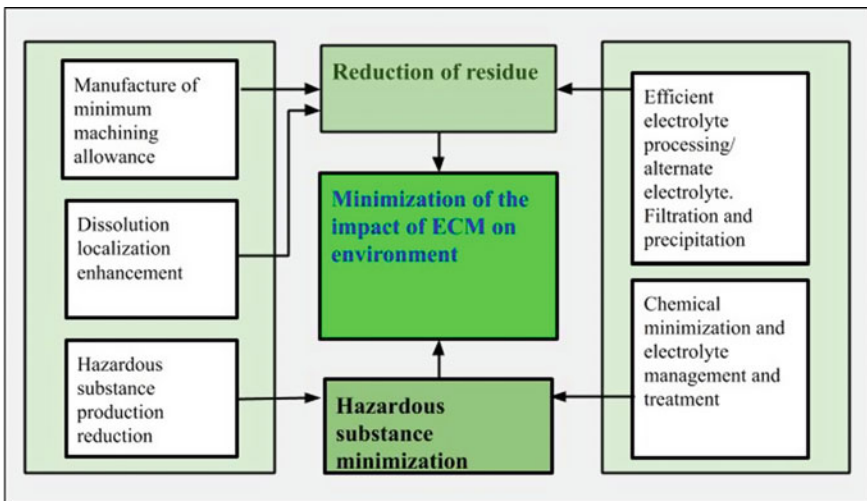 Manufacture of
minimum
machining
allowance
Dissolution
localization
enhancement
Hazardous
substance
production
reduction
Reduction of residue
Minimization of the
impact of ECM on
environment
Hazardous
substance
minimization
Efficient
electrolyte
processing/
alternate
electrolyte.
Filtration and
precipitation
Chemical
minimization and
electrolyte
management and
treatment